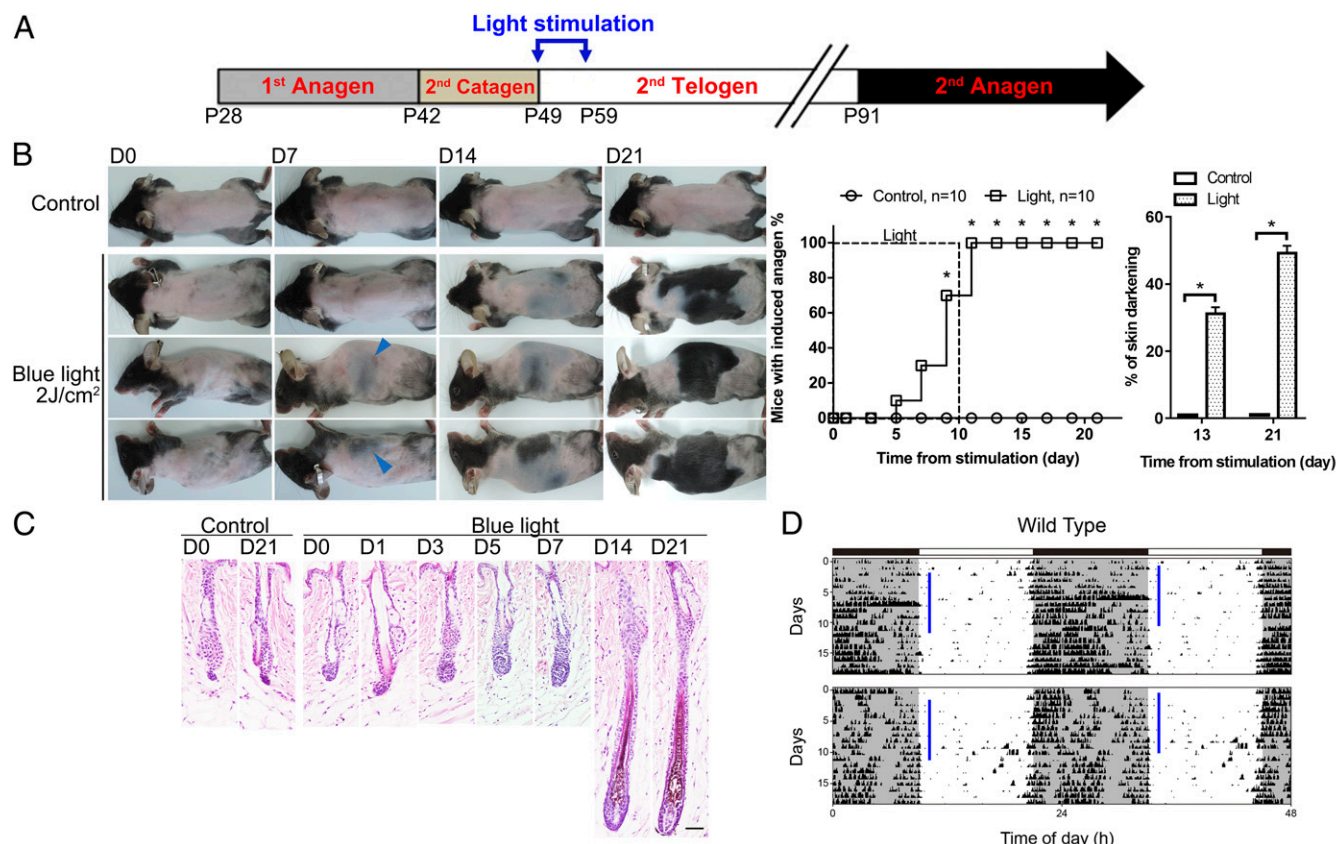 A
Light stimulation
1st Anagen
2nd Catagen
2nd Telogen
2nd Anagen
P28
P42
P49
P59
P91
B
D0
D7
D14
D21
Control
Blue light
2J/cm²
Mice with induced anagen %
Control, n=10
Light, n=10
Light
* * * * * * *
100
80
60
40
20
0
0 5 10 15 20
Time from stimulation (day)
Control
Light
% of skin darkening
60
40
20
0
*
*
13 21
Time from stimulation (day)
C
Control
Blue light
D0 D21 D0 D1 D3 D5 D7 D14 D21
D
Wild Type
Days
0
5
10
15
Days
0
5
10
15
0 24 48
Time of day (h)